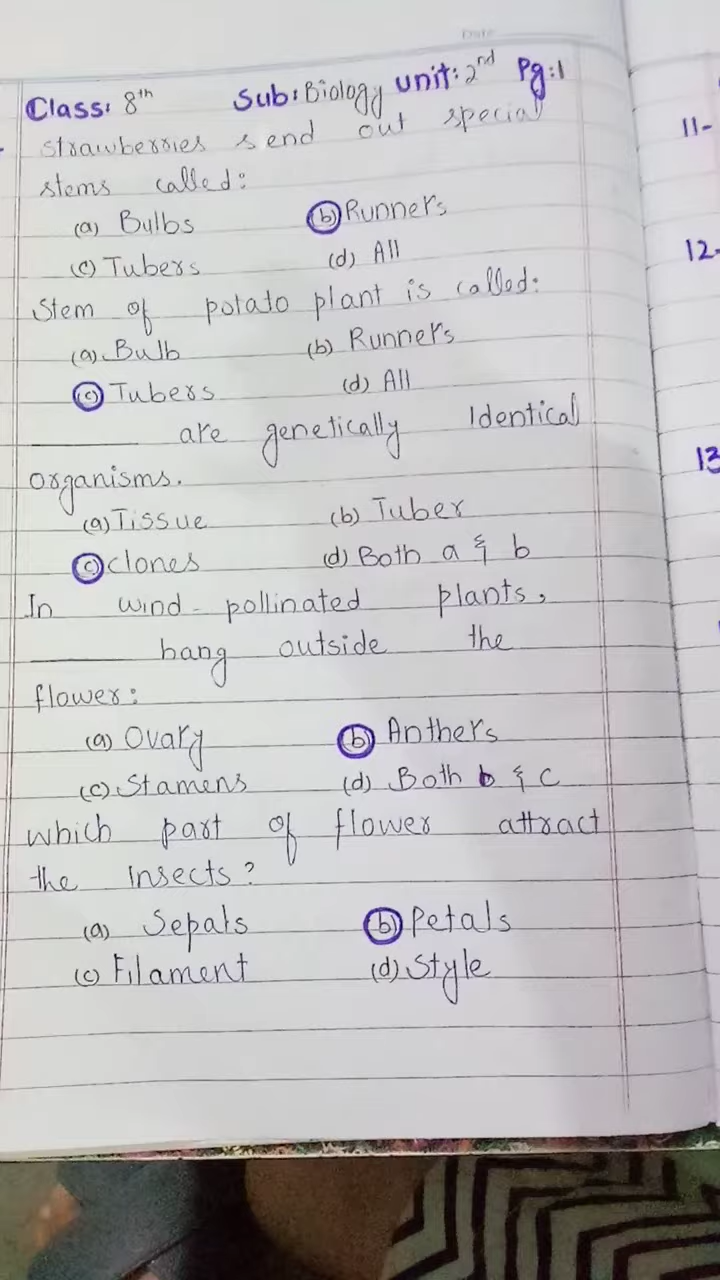 Date
Class: 8th Sub: Biology unit: 2nd Pg: 1
strawberries send out special
stems called:
(a) Bulbs (b) Runners
(c) Tubers (d) All
Stem of potato plant is called:
(a) Bulb (b) Runners
(c) Tubers (d) All
______ are genetically Identical
organisms.
(a) Tissue (b) Tuber
(c) clones (d) Both a & b
In wind-pollinated plants,
______ hang outside the
flower:
(a) Ovary (b) Anthers
(c) Stamens (d) Both b & c
which part of flower attract
the insects?
(a) Sepals (b) Petals
(c) Filament (d) Style
11-
12-
13